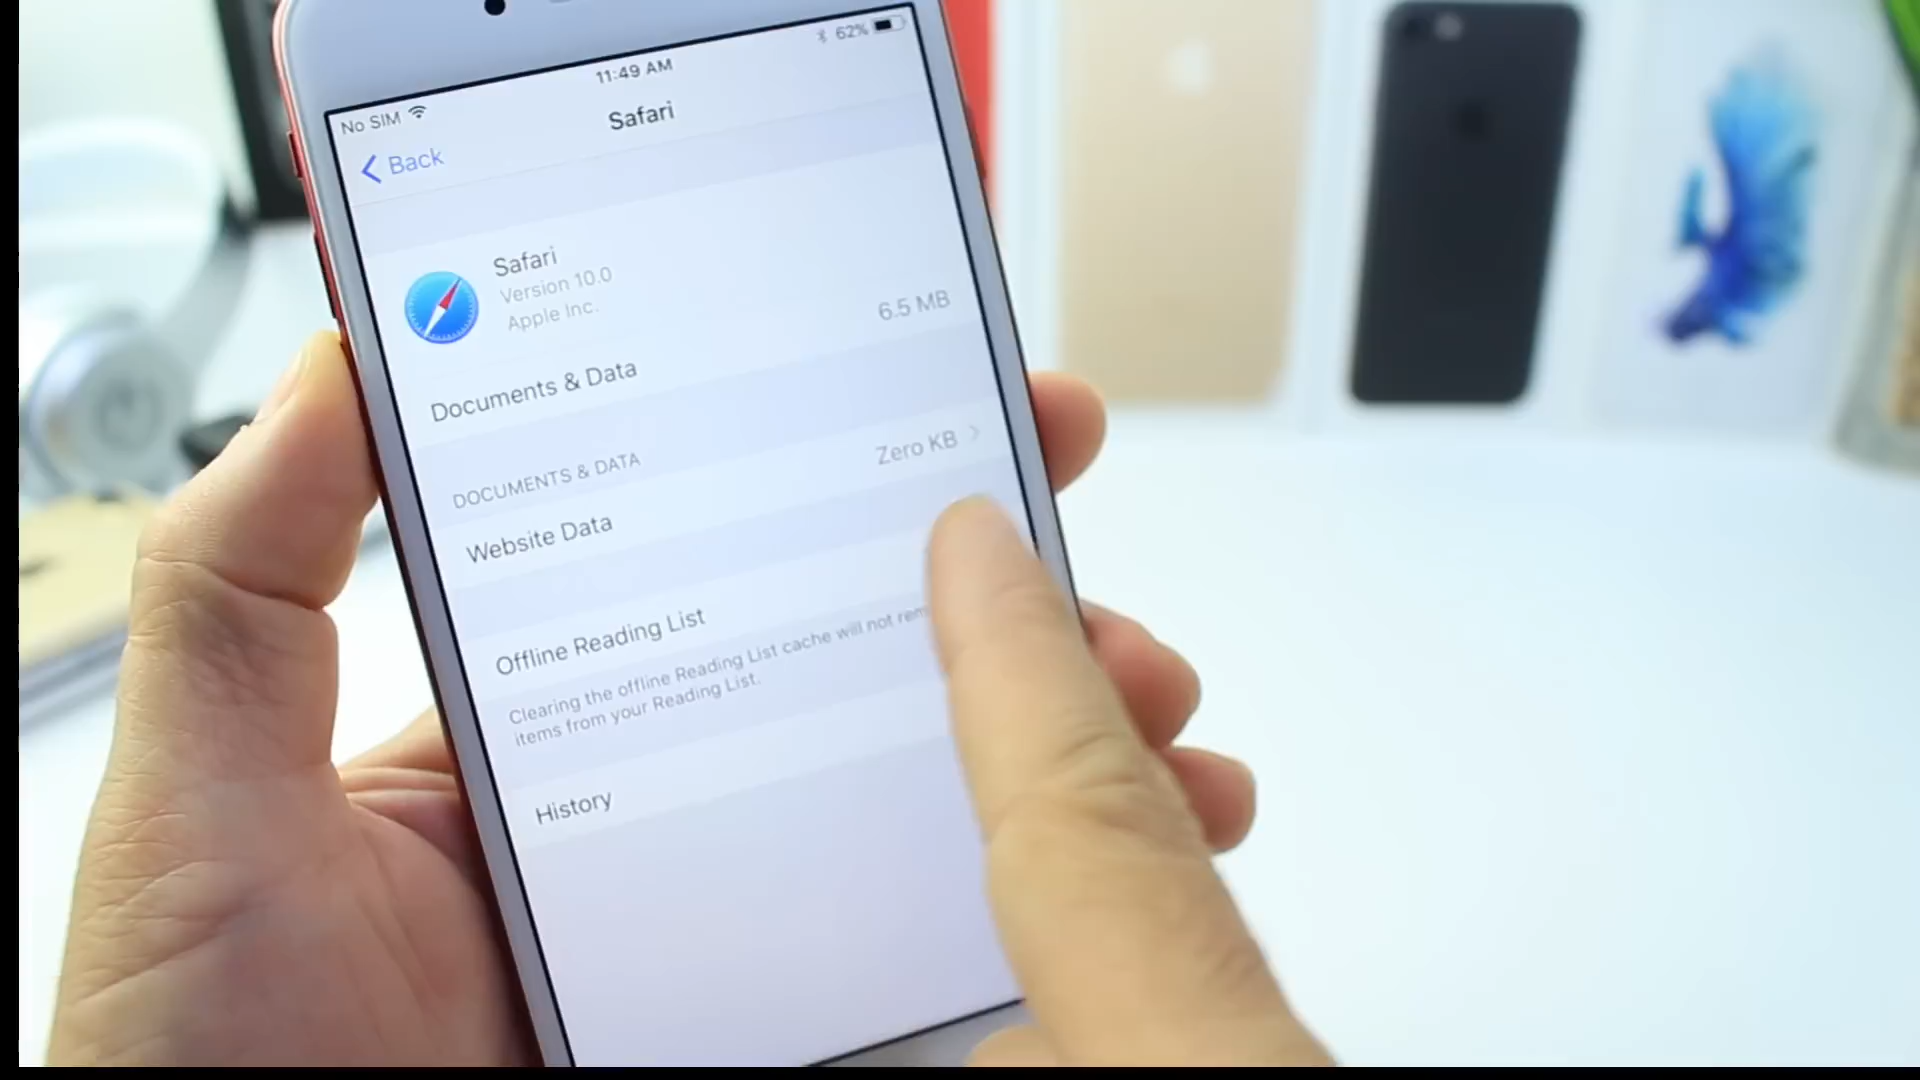 62%
11:49 AM
No SIM
Safari
Back
Safari
Version 10.0
Apple Inc.
Documents & Data 6.5 MB
DOCUMENTS & DATA
Website Data Zero KB
Offline Reading List
Clearing the offline Reading List cache will not
items from your Reading List.
History